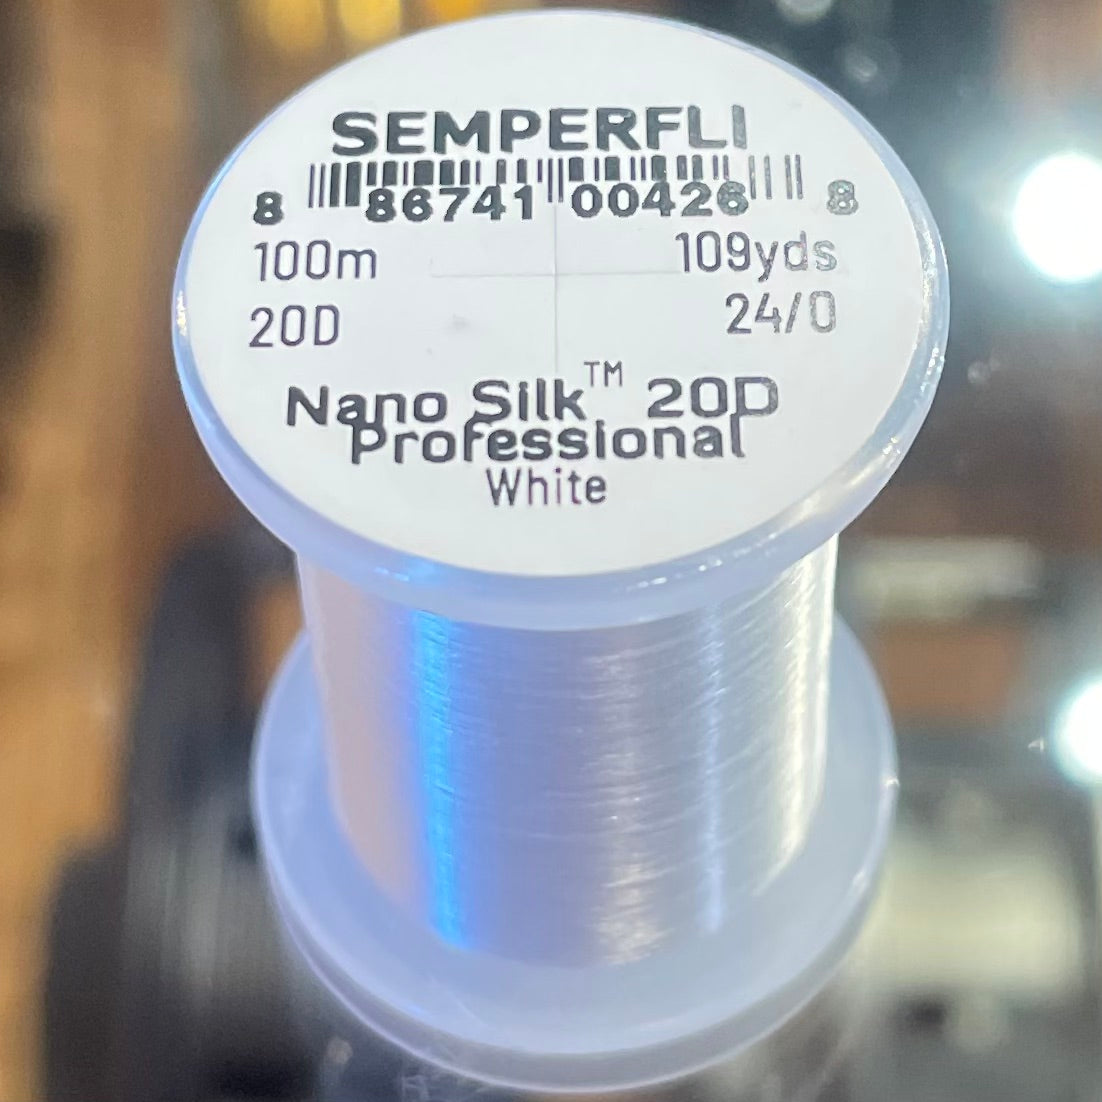 SEMPERFLI
8 86741 00426 8
100m 109yds
20D 24/0
Nano Silk™ 20D
Professional
White